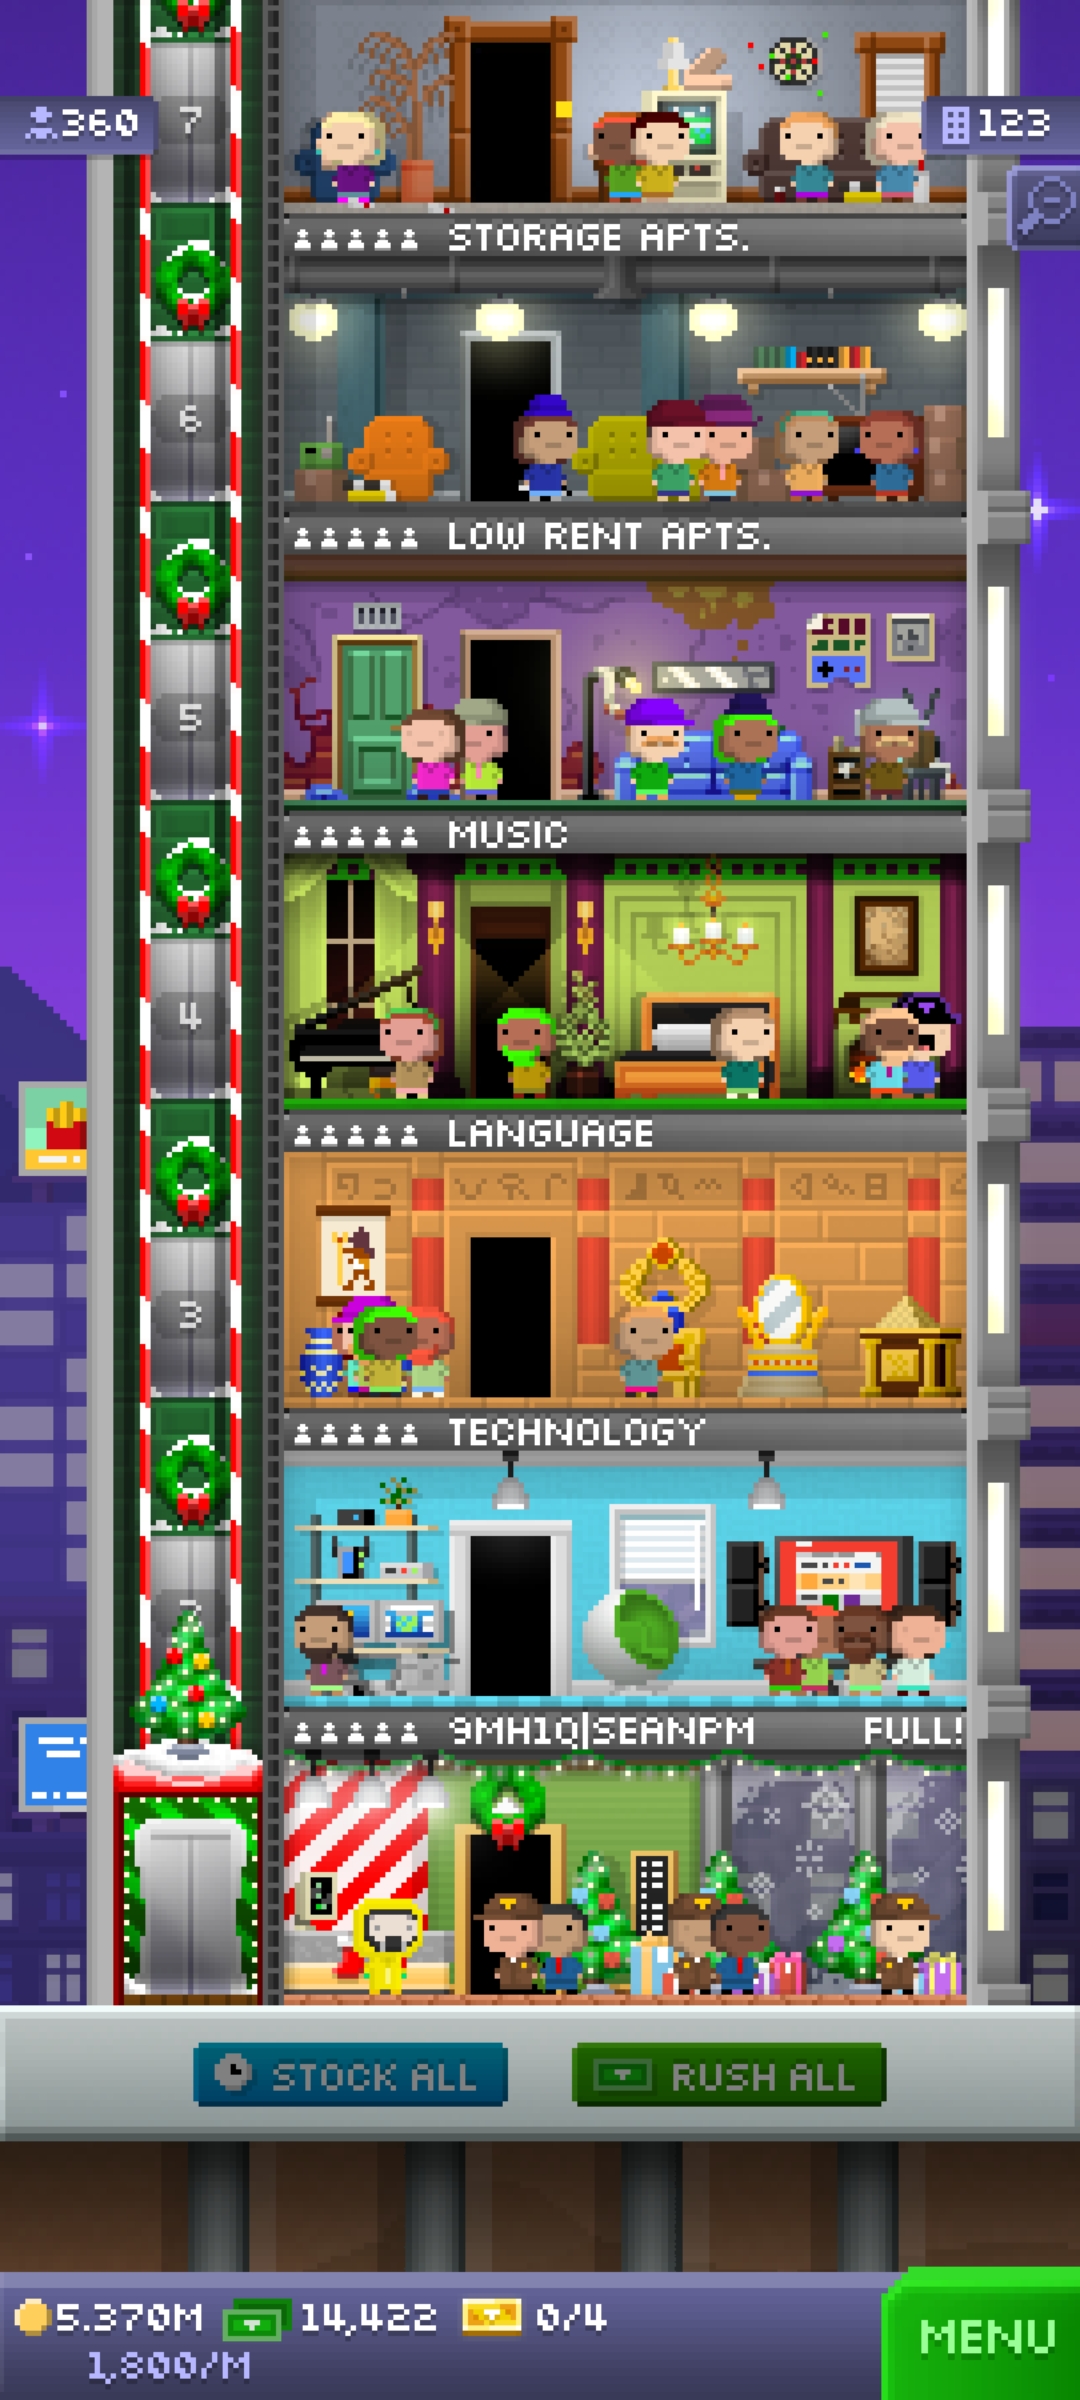 7
360
123
STORAGE APTS.
6
LOW RENT APTS.
5
MUSIC
4
LANGUAGE
3
TECHNOLOGY
9MH1Q|SEANPM FULL!
STOCK ALL
RUSH ALL
5.370M 14,422 0/4
1,800/M
MENU